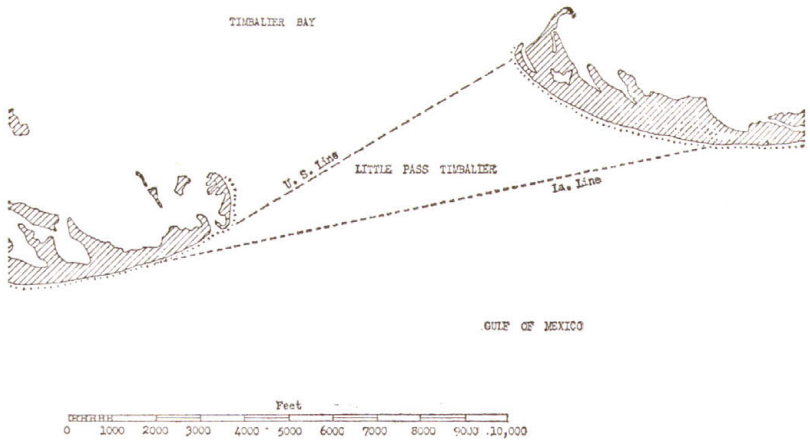 TIMBALIER BAY
U. S. Line
LITTLE PASS TIMBALIER
La. Line
GULF OF MEXICO
Feet
0 1000 2000 3000 4000 5000 6000 7000 8000 9000 10,000